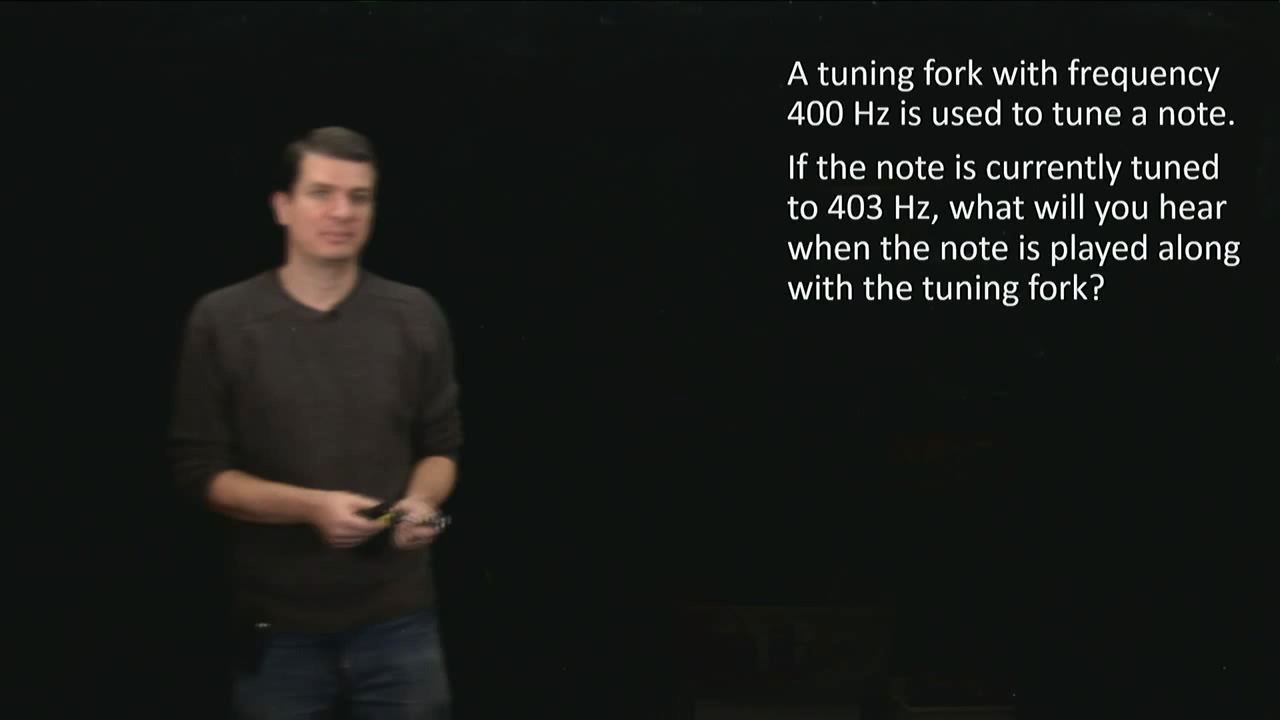 A tuning fork with frequency
400 Hz is used to tune a note.
If the note is currently tuned
to 403 Hz, what will you hear
when the note is played along
with the tuning fork?